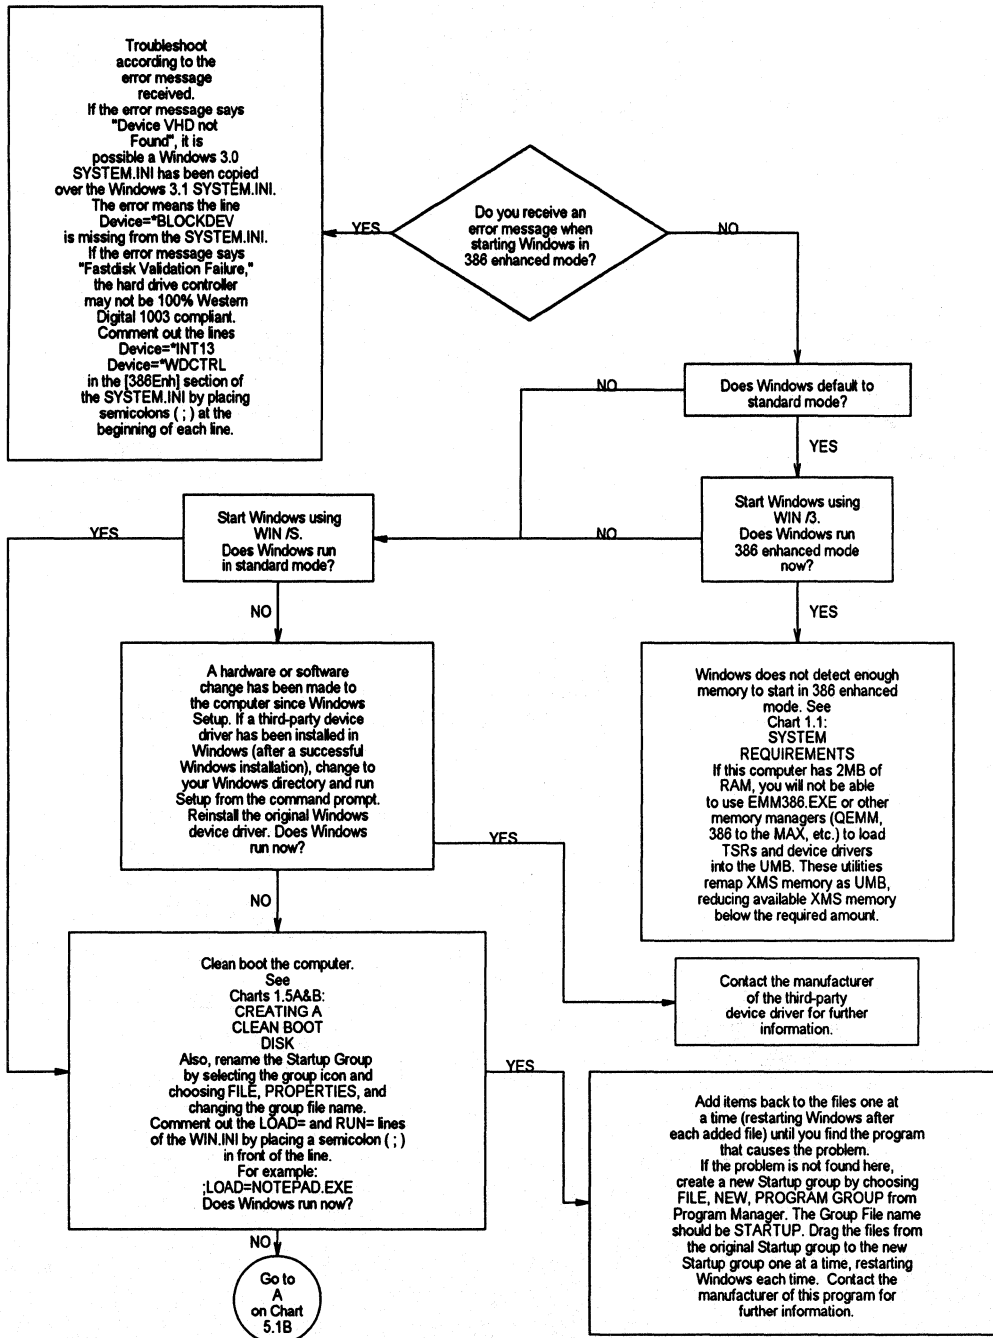 Troubleshoot
according to the
error message
received.
If the error message says
"Device VHD not
Found", it is
possible a Windows 3.0
SYSTEM.INI has been copied
over the Windows 3.1 SYSTEM.INI.
The error means the line
Device=*BLOCKDEV
is missing from the SYSTEM.INI.
If the error message says
"Fastdisk Validation Failure,"
the hard drive controller
may not be 100% Western
Digital 1003 compliant.
Comment out the lines
Device=*INT13
Device=*WDCTRL
in the [386Enh] section of
the SYSTEM.INI by placing
semicolons ( ; ) at the
beginning of each line.
YES
Do you receive an
error message when
starting Windows in
386 enhanced mode?
NO
NO
Does Windows default to
standard mode?
YES
YES
Start Windows using
WIN /S.
Does Windows run
in standard mode?
NO
Start Windows using
WIN /3.
Does Windows run
386 enhanced mode
now?
NO
YES
A hardware or software
change has been made to
the computer since Windows
Setup. If a third-party device
driver has been installed in
Windows (after a successful
Windows installation), change to
your Windows directory and run
Setup from the command prompt.
Reinstall the original Windows
device driver. Does Windows
run now?
YES
Windows does not detect enough
memory to start in 386 enhanced
mode. See
Chart 1.1:
SYSTEM
REQUIREMENTS
If this computer has 2MB of
RAM, you will not be able
to use EMM386.EXE or other
memory managers (QEMM,
386 to the MAX, etc.) to load
TSRs and device drivers
into the UMB. These utilities
remap XMS memory as UMB,
reducing available XMS memory
below the required amount.
NO
Clean boot the computer.
See
Charts 1.5A&B:
CREATING A
CLEAN BOOT
DISK
Also, rename the Startup Group
by selecting the group icon and
choosing FILE, PROPERTIES, and
changing the group file name.
Comment out the LOAD= and RUN= lines
of the WIN.INI by placing a semicolon ( ; )
in front of the line.
For example:
;LOAD=NOTEPAD.EXE
Does Windows run now?
YES
Contact the manufacturer
of the third-party
device driver for further
information.
Add items back to the files one at
a time (restarting Windows after
each added file) until you find the program
that causes the problem.
If the problem is not found here,
create a new Startup group by choosing
FILE, NEW, PROGRAM GROUP from
Program Manager. The Group File name
should be STARTUP. Drag the files from
the original Startup group to the new
Startup group one at a time, restarting
Windows each time. Contact the
manufacturer of this program for
further information.
NO
Go to
A
on Chart
5.1B